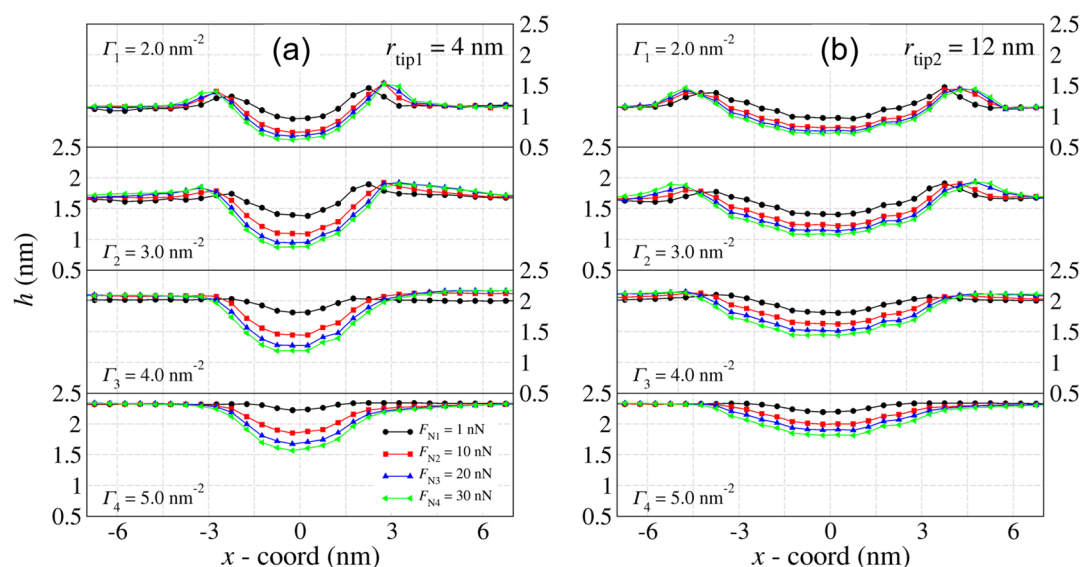 (a)
r_tip1 = 4 nm
Γ₁ = 2.0 nm⁻²
2.5
2
1.5
1
0.5
2.5
2
1.5
1
0.5
Γ₂ = 3.0 nm⁻²
2.5
2
1.5
1
0.5
Γ₃ = 4.0 nm⁻²
2.5
2
1.5
1
0.5
F_N1 = 1 nN
F_N2 = 10 nN
F_N3 = 20 nN
F_N4 = 30 nN
Γ₄ = 5.0 nm⁻²
-6 -3 0 3 6
x - coord (nm)
h (nm)
(b)
r_tip2 = 12 nm
Γ₁ = 2.0 nm⁻²
2.5
2
1.5
1
0.5
2.5
2
1.5
1
0.5
Γ₂ = 3.0 nm⁻²
2.5
2
1.5
1
0.5
Γ₃ = 4.0 nm⁻²
2.5
2
1.5
1
0.5
Γ₄ = 5.0 nm⁻²
-6 -3 0 3 6
x - coord (nm)